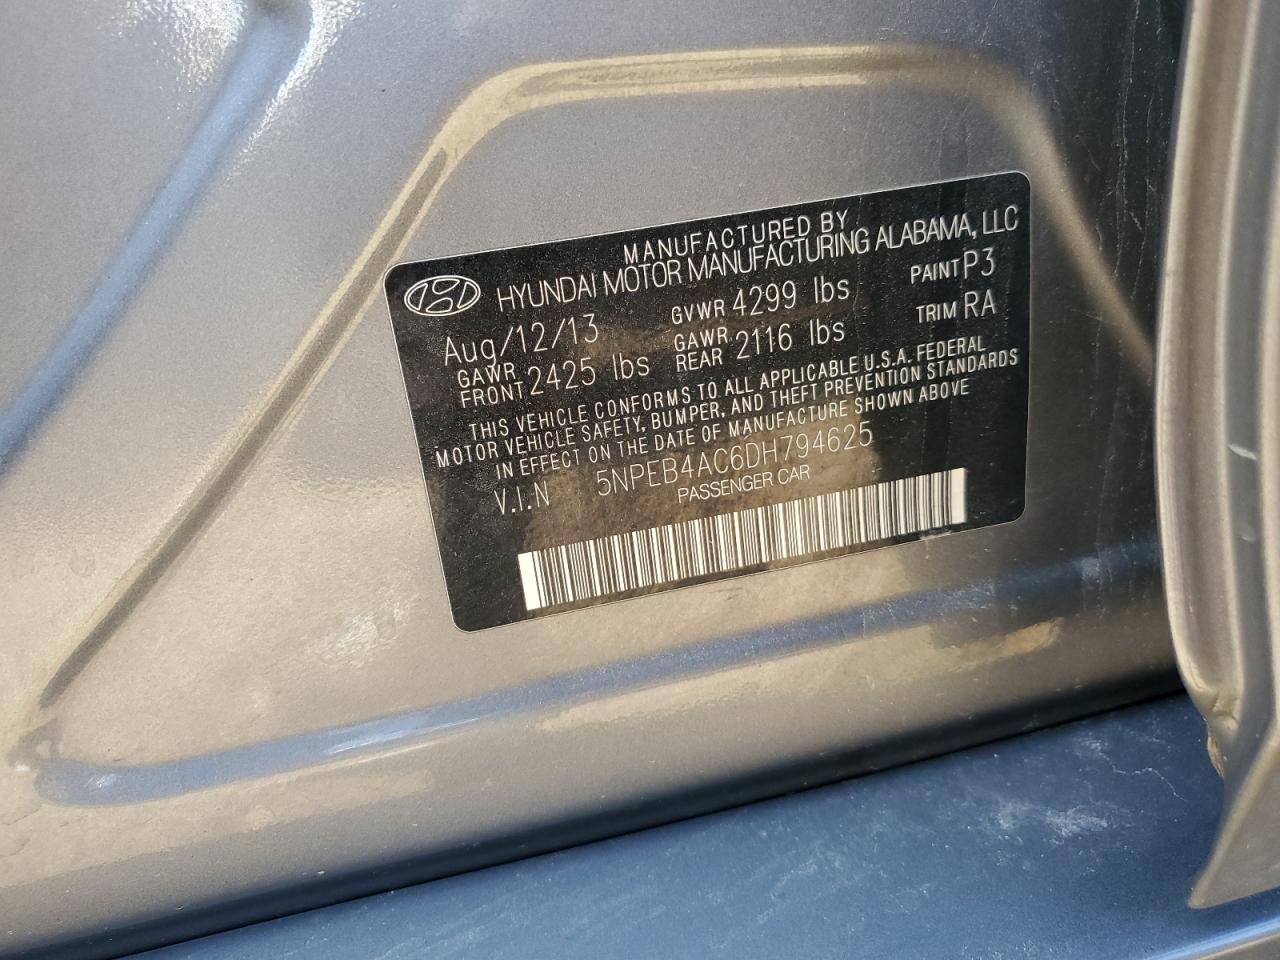 MANUFACTURED BY
HYUNDAI MOTOR MANUFACTURING ALABAMA, LLC
Aug/12/13 GVWR 4299 lbs PAINT P3
GAWR FRONT 2425 lbs GAWR REAR 2116 lbs TRIM RA
THIS VEHICLE CONFORMS TO ALL APPLICABLE U.S.A. FEDERAL
MOTOR VEHICLE SAFETY, BUMPER, AND THEFT PREVENTION STANDARDS
IN EFFECT ON THE DATE OF MANUFACTURE SHOWN ABOVE
V.I.N 5NPEB4AC6DH794625
PASSENGER CAR